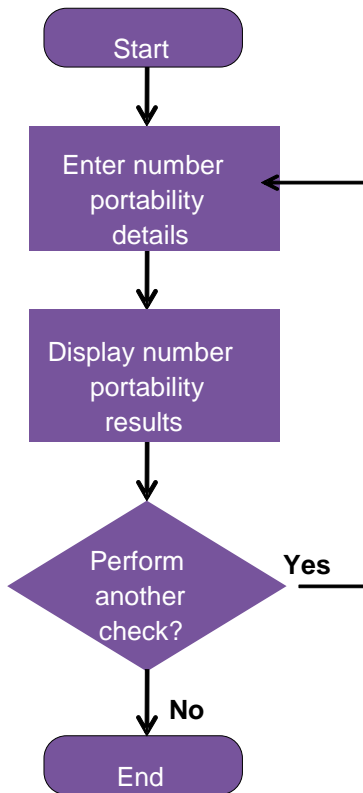 Start
Enter number
portability
details
Display number
portability
results
Perform
another
check?
Yes
No
End